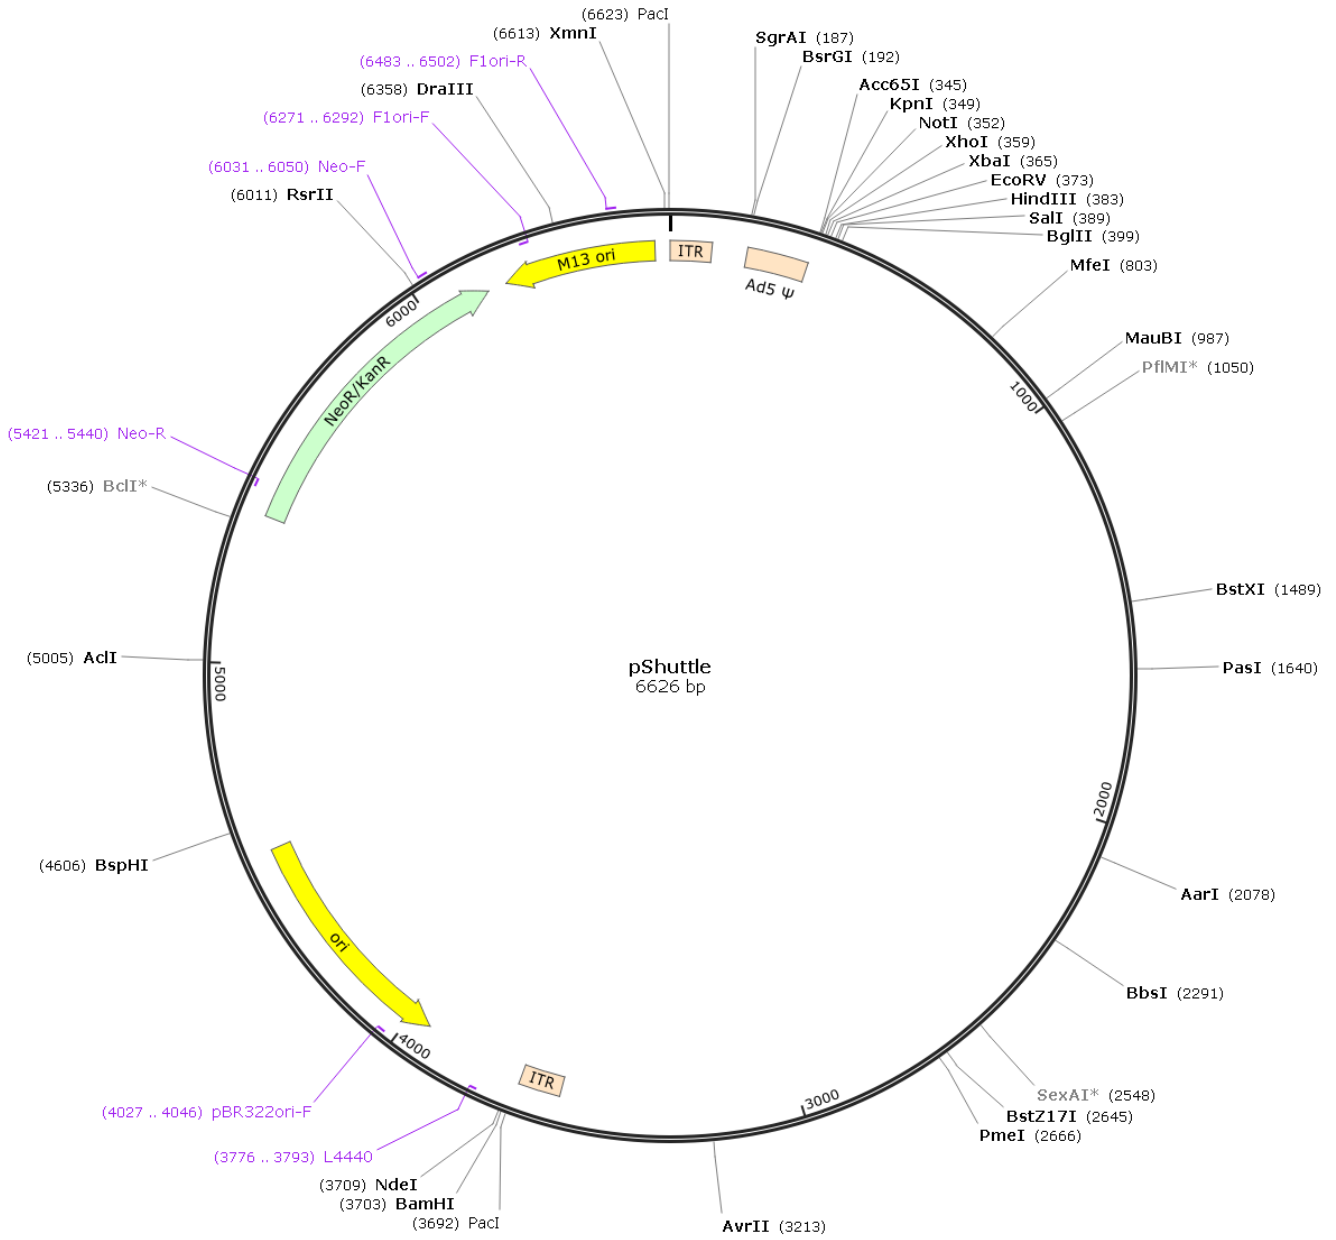 (6623) PacI
(6613) XmnI
(6483 .. 6502) F1ori-R
(6358) DraIII
(6271 .. 6292) F1ori-F
(6031 .. 6050) Neo-F
(6011) RsrII
SgrAI (187)
BsrGI (192)
Acc65I (345)
KpnI (349)
NotI (352)
XhoI (359)
XbaI (365)
EcoRV (373)
HindIII (383)
SalI (389)
BglII (399)
MfeI (803)
MauBI (987)
PflMI* (1050)
M13 ori
ITR
Ad5 Ψ
6000
1000
NeoR/KanR
(5421 .. 5440) Neo-R
(5336) BclI*
BstXI (1489)
(5005) AclI
5000
pShuttle
6626 bp
PasI (1640)
2000
(4606) BspHI
AarI (2078)
ori
BbsI (2291)
4000
ITR
3000
SexAI* (2548)
BstZ17I (2645)
PmeI (2666)
(4027 .. 4046) pBR322ori-F
(3776 .. 3793) L4440
(3709) NdeI
(3703) BamHI
(3692) PacI
AvrII (3213)